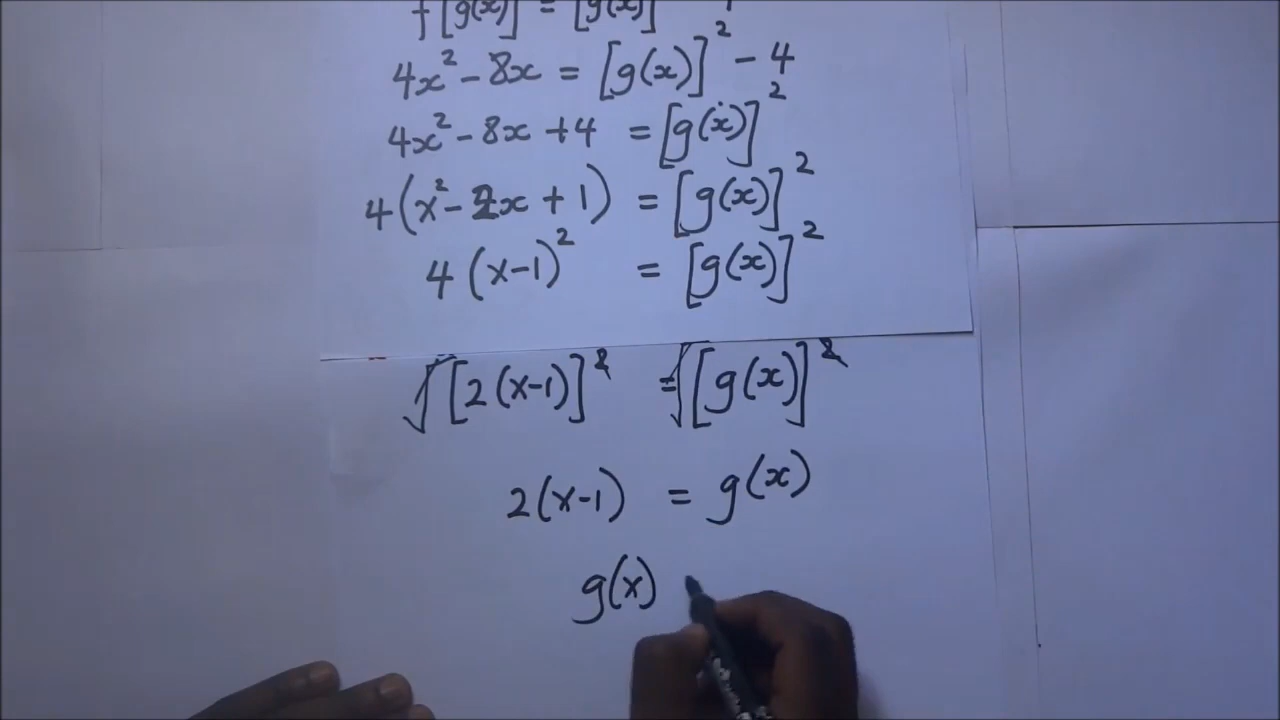 f[g(x)] = [g(x)]
4x² - 8x = [g(x)]² - 4
4x² - 8x + 4 = [g(x)]²
4(x² - 2x + 1) = [g(x)]²
4(x-1)² = [g(x)]²
√[2(x-1)]² = √[g(x)]²
2(x-1) = g(x)
g(x)